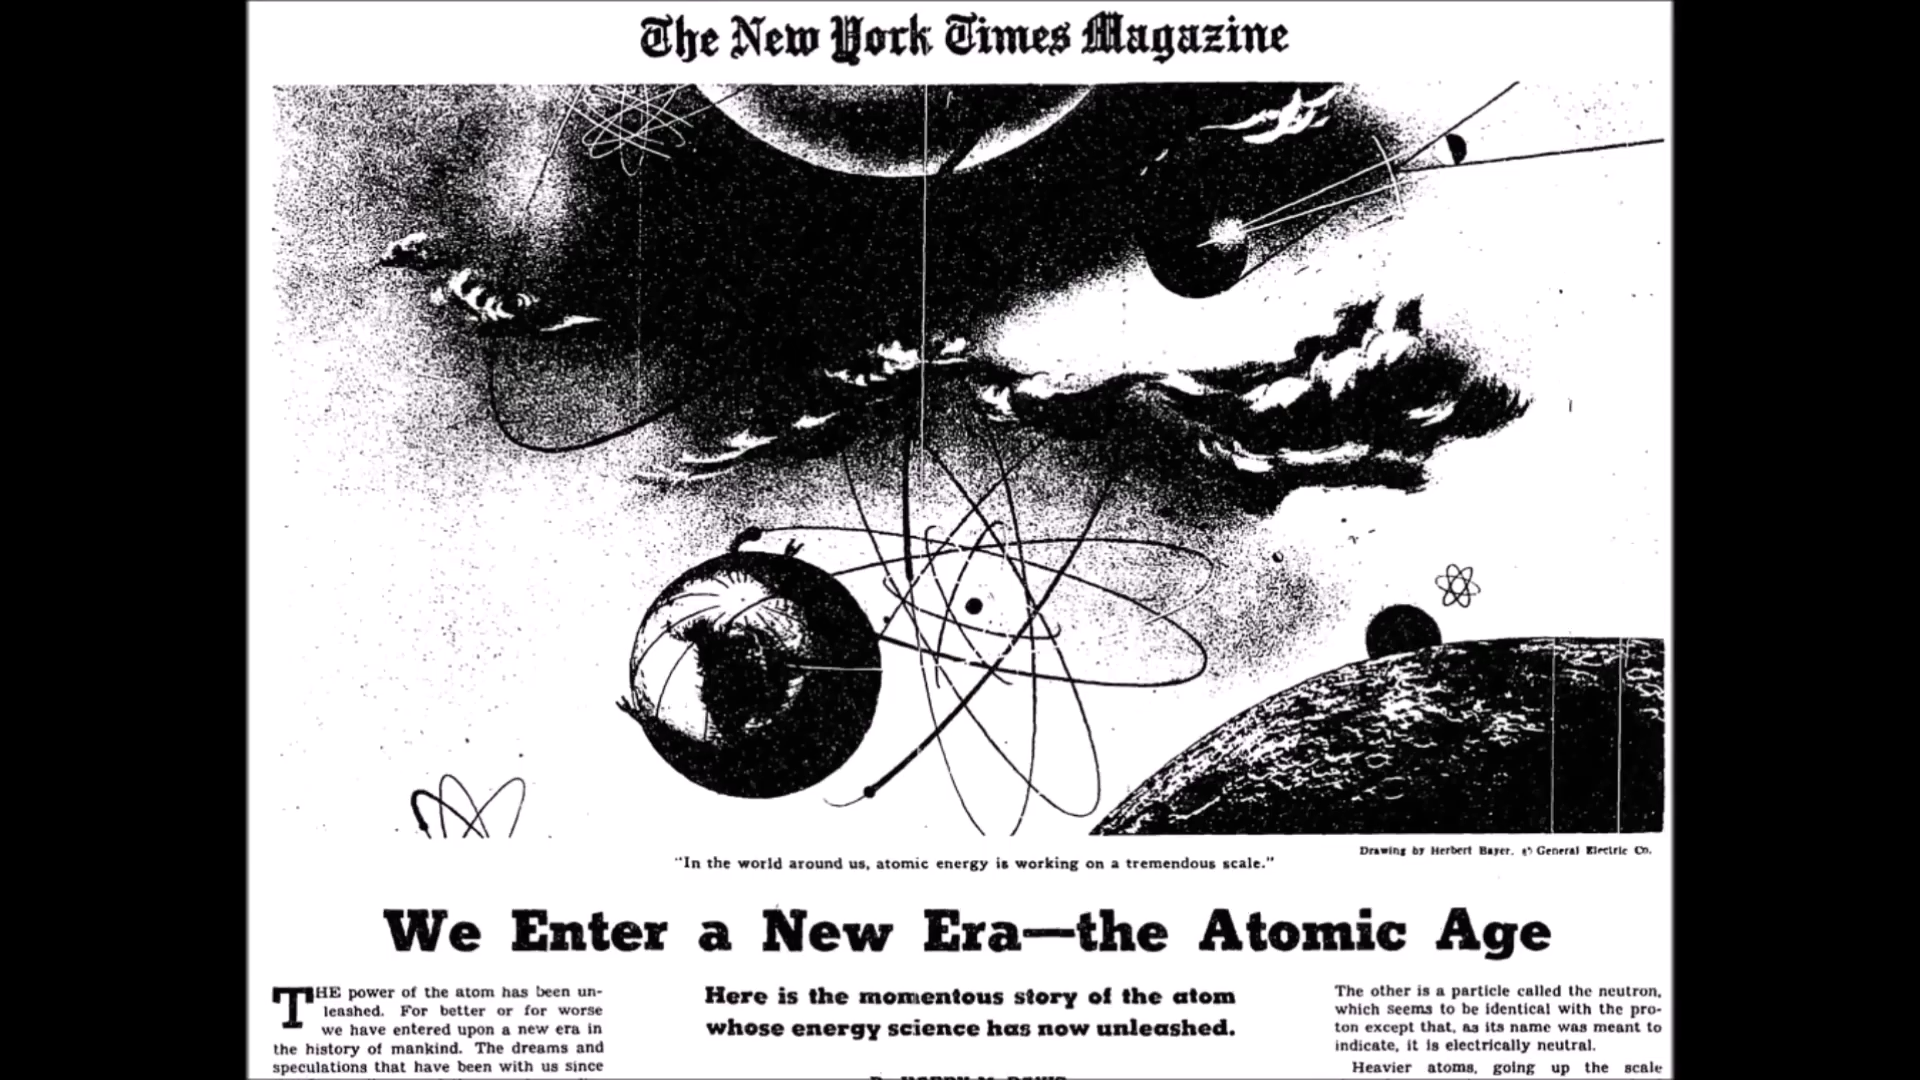 The New York Times Magazine
"In the world around us, atomic energy is working on a tremendous scale."
Drawing by Herbert Bayer. © General Electric Co.
We Enter a New Era—the Atomic Age
THE power of the atom has been un-
leashed. For better or for worse
we have entered upon a new era in
the history of mankind. The dreams and
speculations that have been with us since
Here is the momentous story of the atom
whose energy science has now unleashed.
The other is a particle called the neutron,
which seems to be identical with the pro-
ton except that, as its name was meant to
indicate, it is electrically neutral.
Heavier atoms, going up the scale